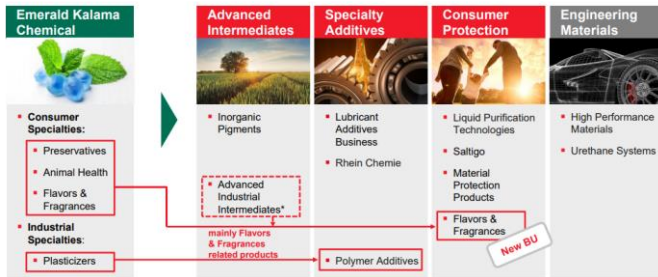 Emerald Kalama
Chemical
Consumer
Specialties:
Preservatives
Animal Health
Flavors &
Fragrances
Industrial
Specialties:
Plasticizers
Advanced
Intermediates
Inorganic
Pigments
Advanced
Industrial
Intermediates*
mainly Flavors
& Fragrances
related products
Specialty
Additives
Lubricant
Additives
Business
Rhein Chemie
Polymer Additives
Consumer
Protection
Liquid Purification
Technologies
Saltigo
Material
Protection
Products
Flavors &
Fragrances
New BU
Engineering
Materials
High Performance
Materials
Urethane Systems